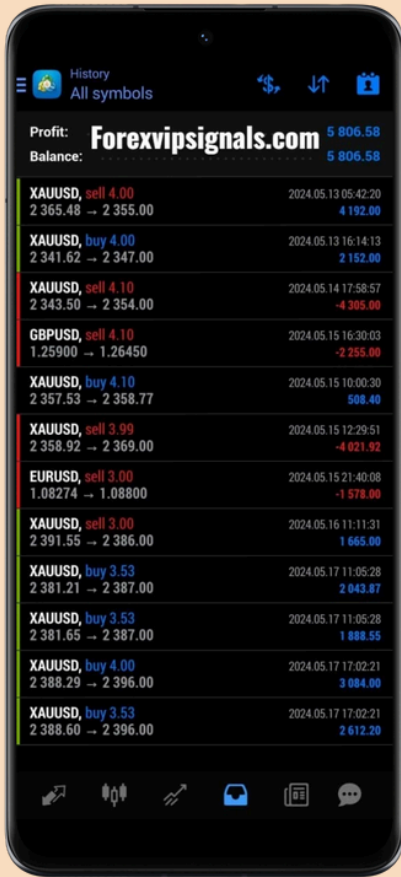 History
All symbols
Profit: 5 806.58
Forexvipsignals.com
Balance: 5 806.58
XAUUSD, sell 4.00 2024.05.13 05:42:20
2 365.48 → 2 355.00 4 192.00
XAUUSD, buy 4.00 2024.05.13 16:14:13
2 341.62 → 2 347.00 2 152.00
XAUUSD, sell 4.10 2024.05.14 17:58:57
2 343.50 → 2 354.00 -4 305.00
GBPUSD, sell 4.10 2024.05.15 16:30:03
1.25900 → 1.26450 -2 255.00
XAUUSD, buy 4.10 2024.05.15 10:00:30
2 357.53 → 2 358.77 508.40
XAUUSD, sell 3.99 2024.05.15 12:29:51
2 358.92 → 2 369.00 -4 021.92
EURUSD, sell 3.00 2024.05.15 21:40:08
1.08274 → 1.08800 -1 578.00
XAUUSD, sell 3.00 2024.05.16 11:11:31
2 391.55 → 2 386.00 1 665.00
XAUUSD, buy 3.53 2024.05.17 11:05:28
2 381.21 → 2 387.00 2 043.87
XAUUSD, buy 3.53 2024.05.17 11:05:28
2 381.65 → 2 387.00 1 888.55
XAUUSD, buy 4.00 2024.05.17 17:02:21
2 388.29 → 2 396.00 3 084.00
XAUUSD, buy 3.53 2024.05.17 17:02:21
2 388.60 → 2 396.00 2 612.20